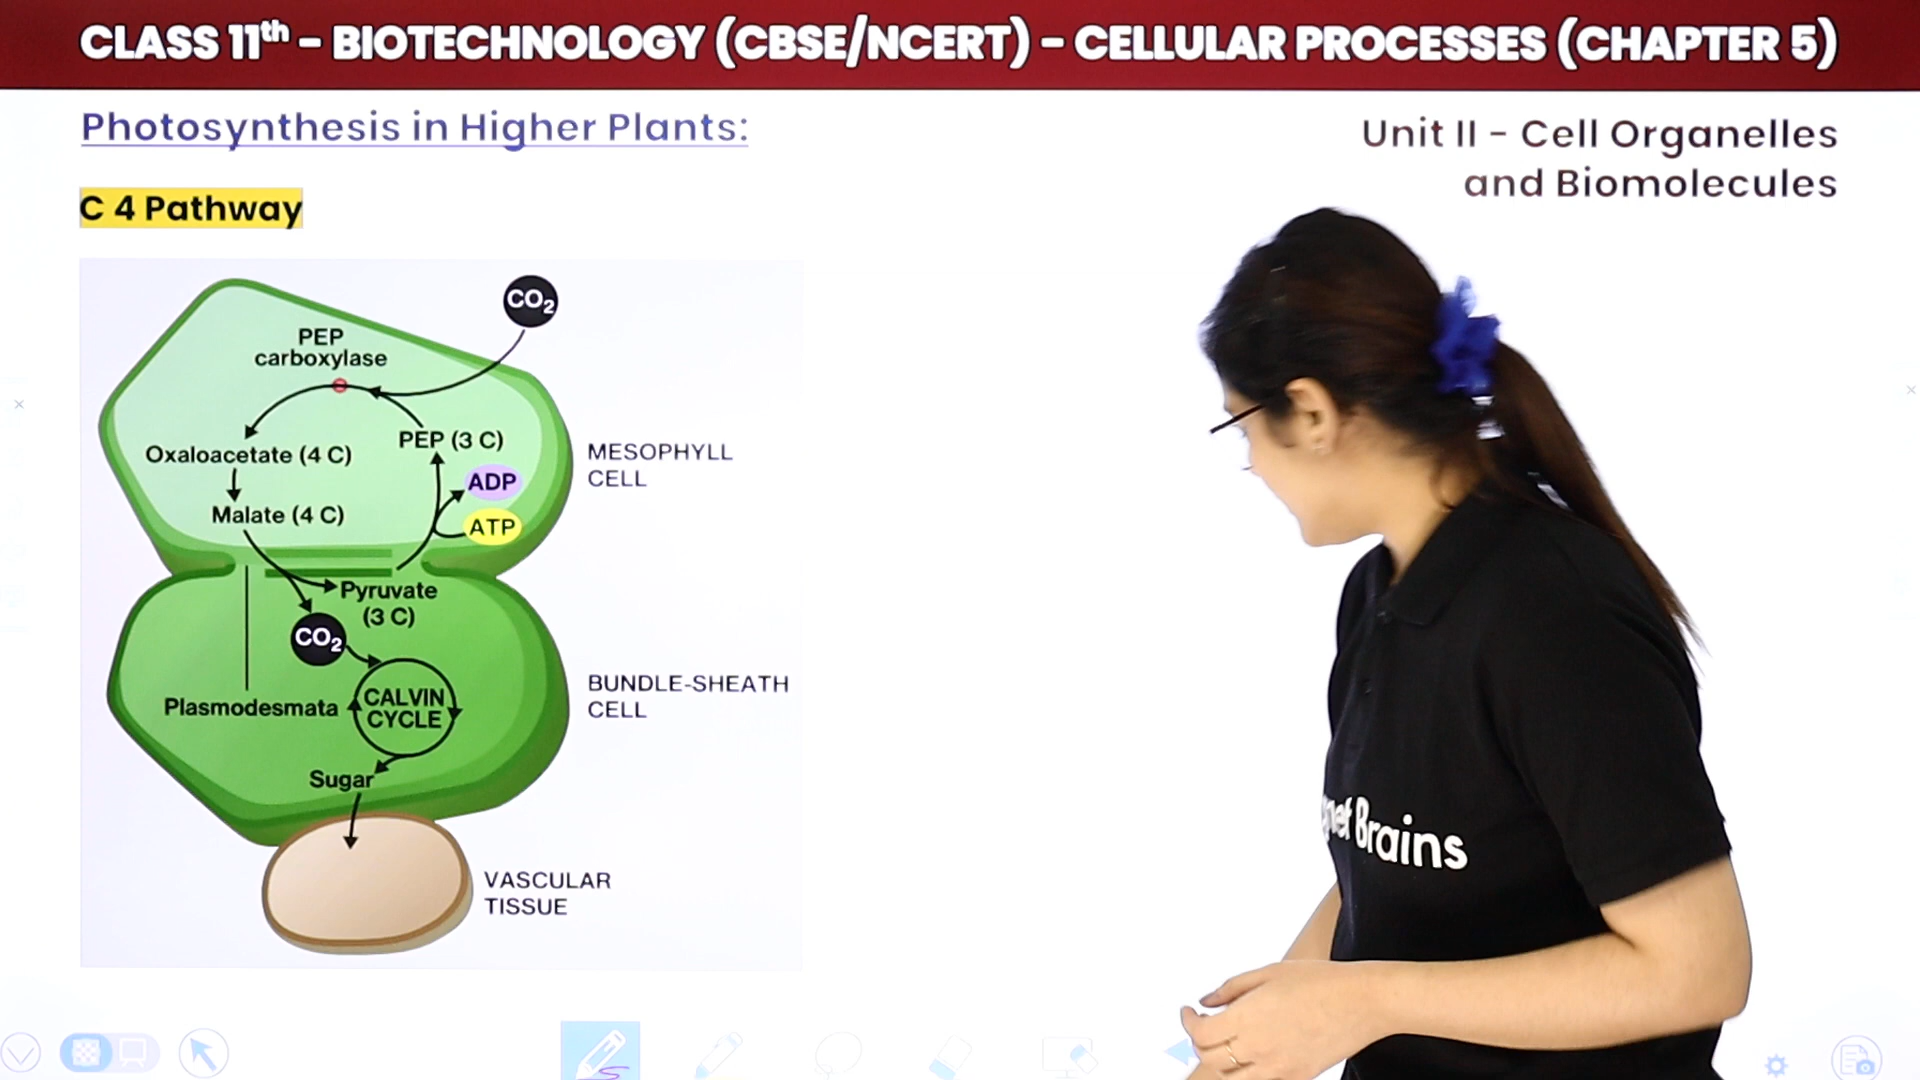 CLASS 11th - BIOTECHNOLOGY (CBSE/NCERT) - CELLULAR PROCESSES (CHAPTER 5)
Photosynthesis in Higher Plants:
Unit II - Cell Organelles
and Biomolecules
C 4 Pathway
CO2
PEP
carboxylase
PEP (3 C)
Oxaloacetate (4 C)
MESOPHYLL
CELL
ADP
Malate (4 C)
ATP
Pyruvate
(3 C)
CO2
BUNDLE-SHEATH
CELL
Plasmodesmata
CALVIN
CYCLE
Sugar
VASCULAR
TISSUE
Brains